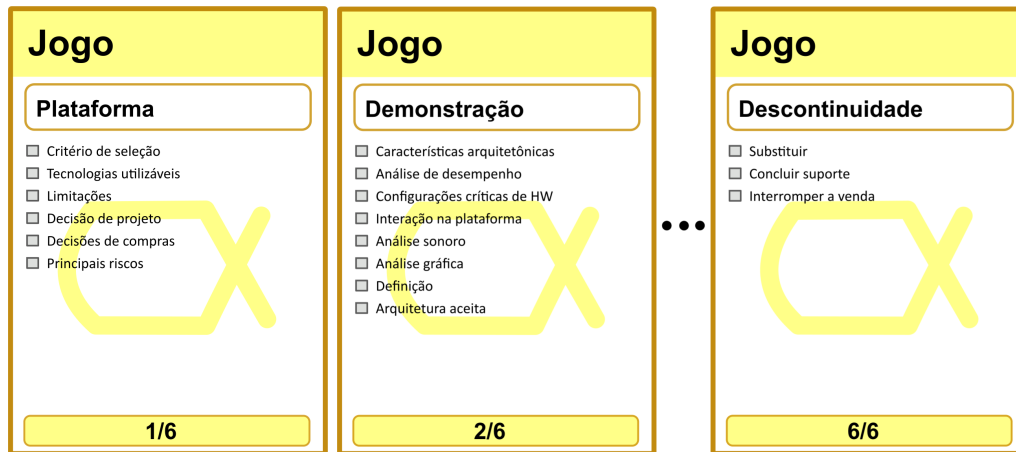 Jogo
Plataforma
Critério de seleção
Tecnologias utilizáveis
Limitações
Decisão de projeto
Decisões de compras
Principais riscos
1/6
Jogo
Demonstração
Características arquitetônicas
Análise de desempenho
Configurações críticas de HW
Interação na plataforma
Análise sonoro
Análise gráfica
Definição
Arquitetura aceita
2/6
Jogo
Descontinuidade
Substituir
Concluir suporte
Interromper a venda
6/6